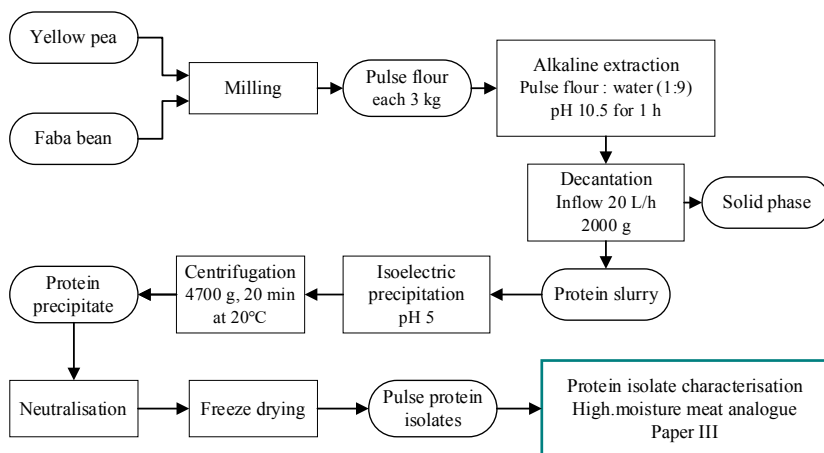 Yellow pea
Faba bean
Milling
Pulse flour
each 3 kg
Alkaline extraction
Pulse flour : water (1:9)
pH 10.5 for 1 h
Decantation
Inflow 20 L/h
2000 g
Solid phase
Protein slurry
Isoelectric
precipitation
pH 5
Centrifugation
4700 g, 20 min
at 20°C
Protein
precipitate
Neutralisation
Freeze drying
Pulse protein
isolates
Protein isolate characterisation
High.moisture meat analogue
Paper III